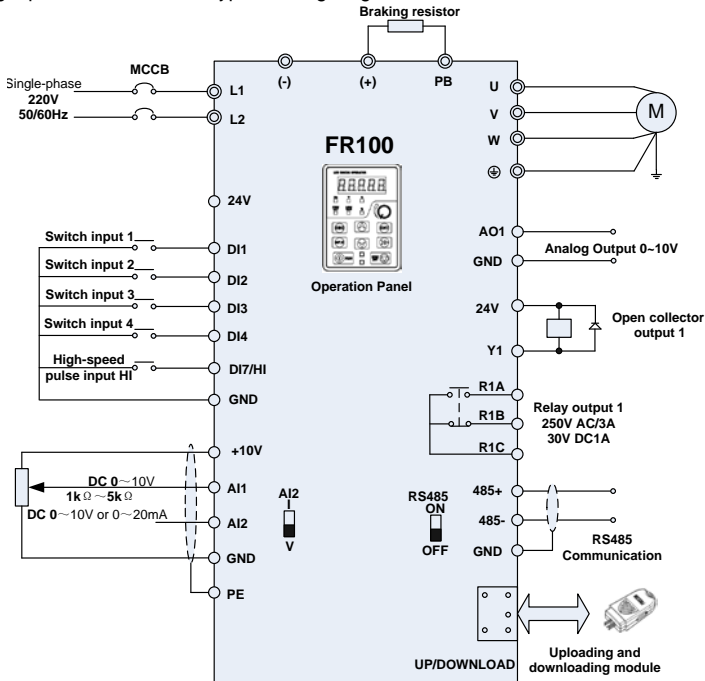 Braking resistor
MCCB
Single-phase
220V
50/60Hz
L1
L2
(-)
(+)
PB
U
V
W
M
FR100
Operation Panel
24V
Switch input 1
DI1
Switch input 2
DI2
Switch input 3
DI3
Switch input 4
DI4
High-speed
pulse input HI
DI7/HI
GND
+10V
DC 0~10V
AI1
1kΩ~5kΩ
DC 0~10V or 0~20mA
AI2
GND
PE
AI2
I
V
RS485
ON
OFF
AO1
Analog Output 0~10V
GND
24V
Open collector
output 1
Y1
R1A
R1B
R1C
Relay output 1
250V AC/3A
30V DC1A
485+
485-
GND
RS485
Communication
UP/DOWNLOAD
Uploading and
downloading module